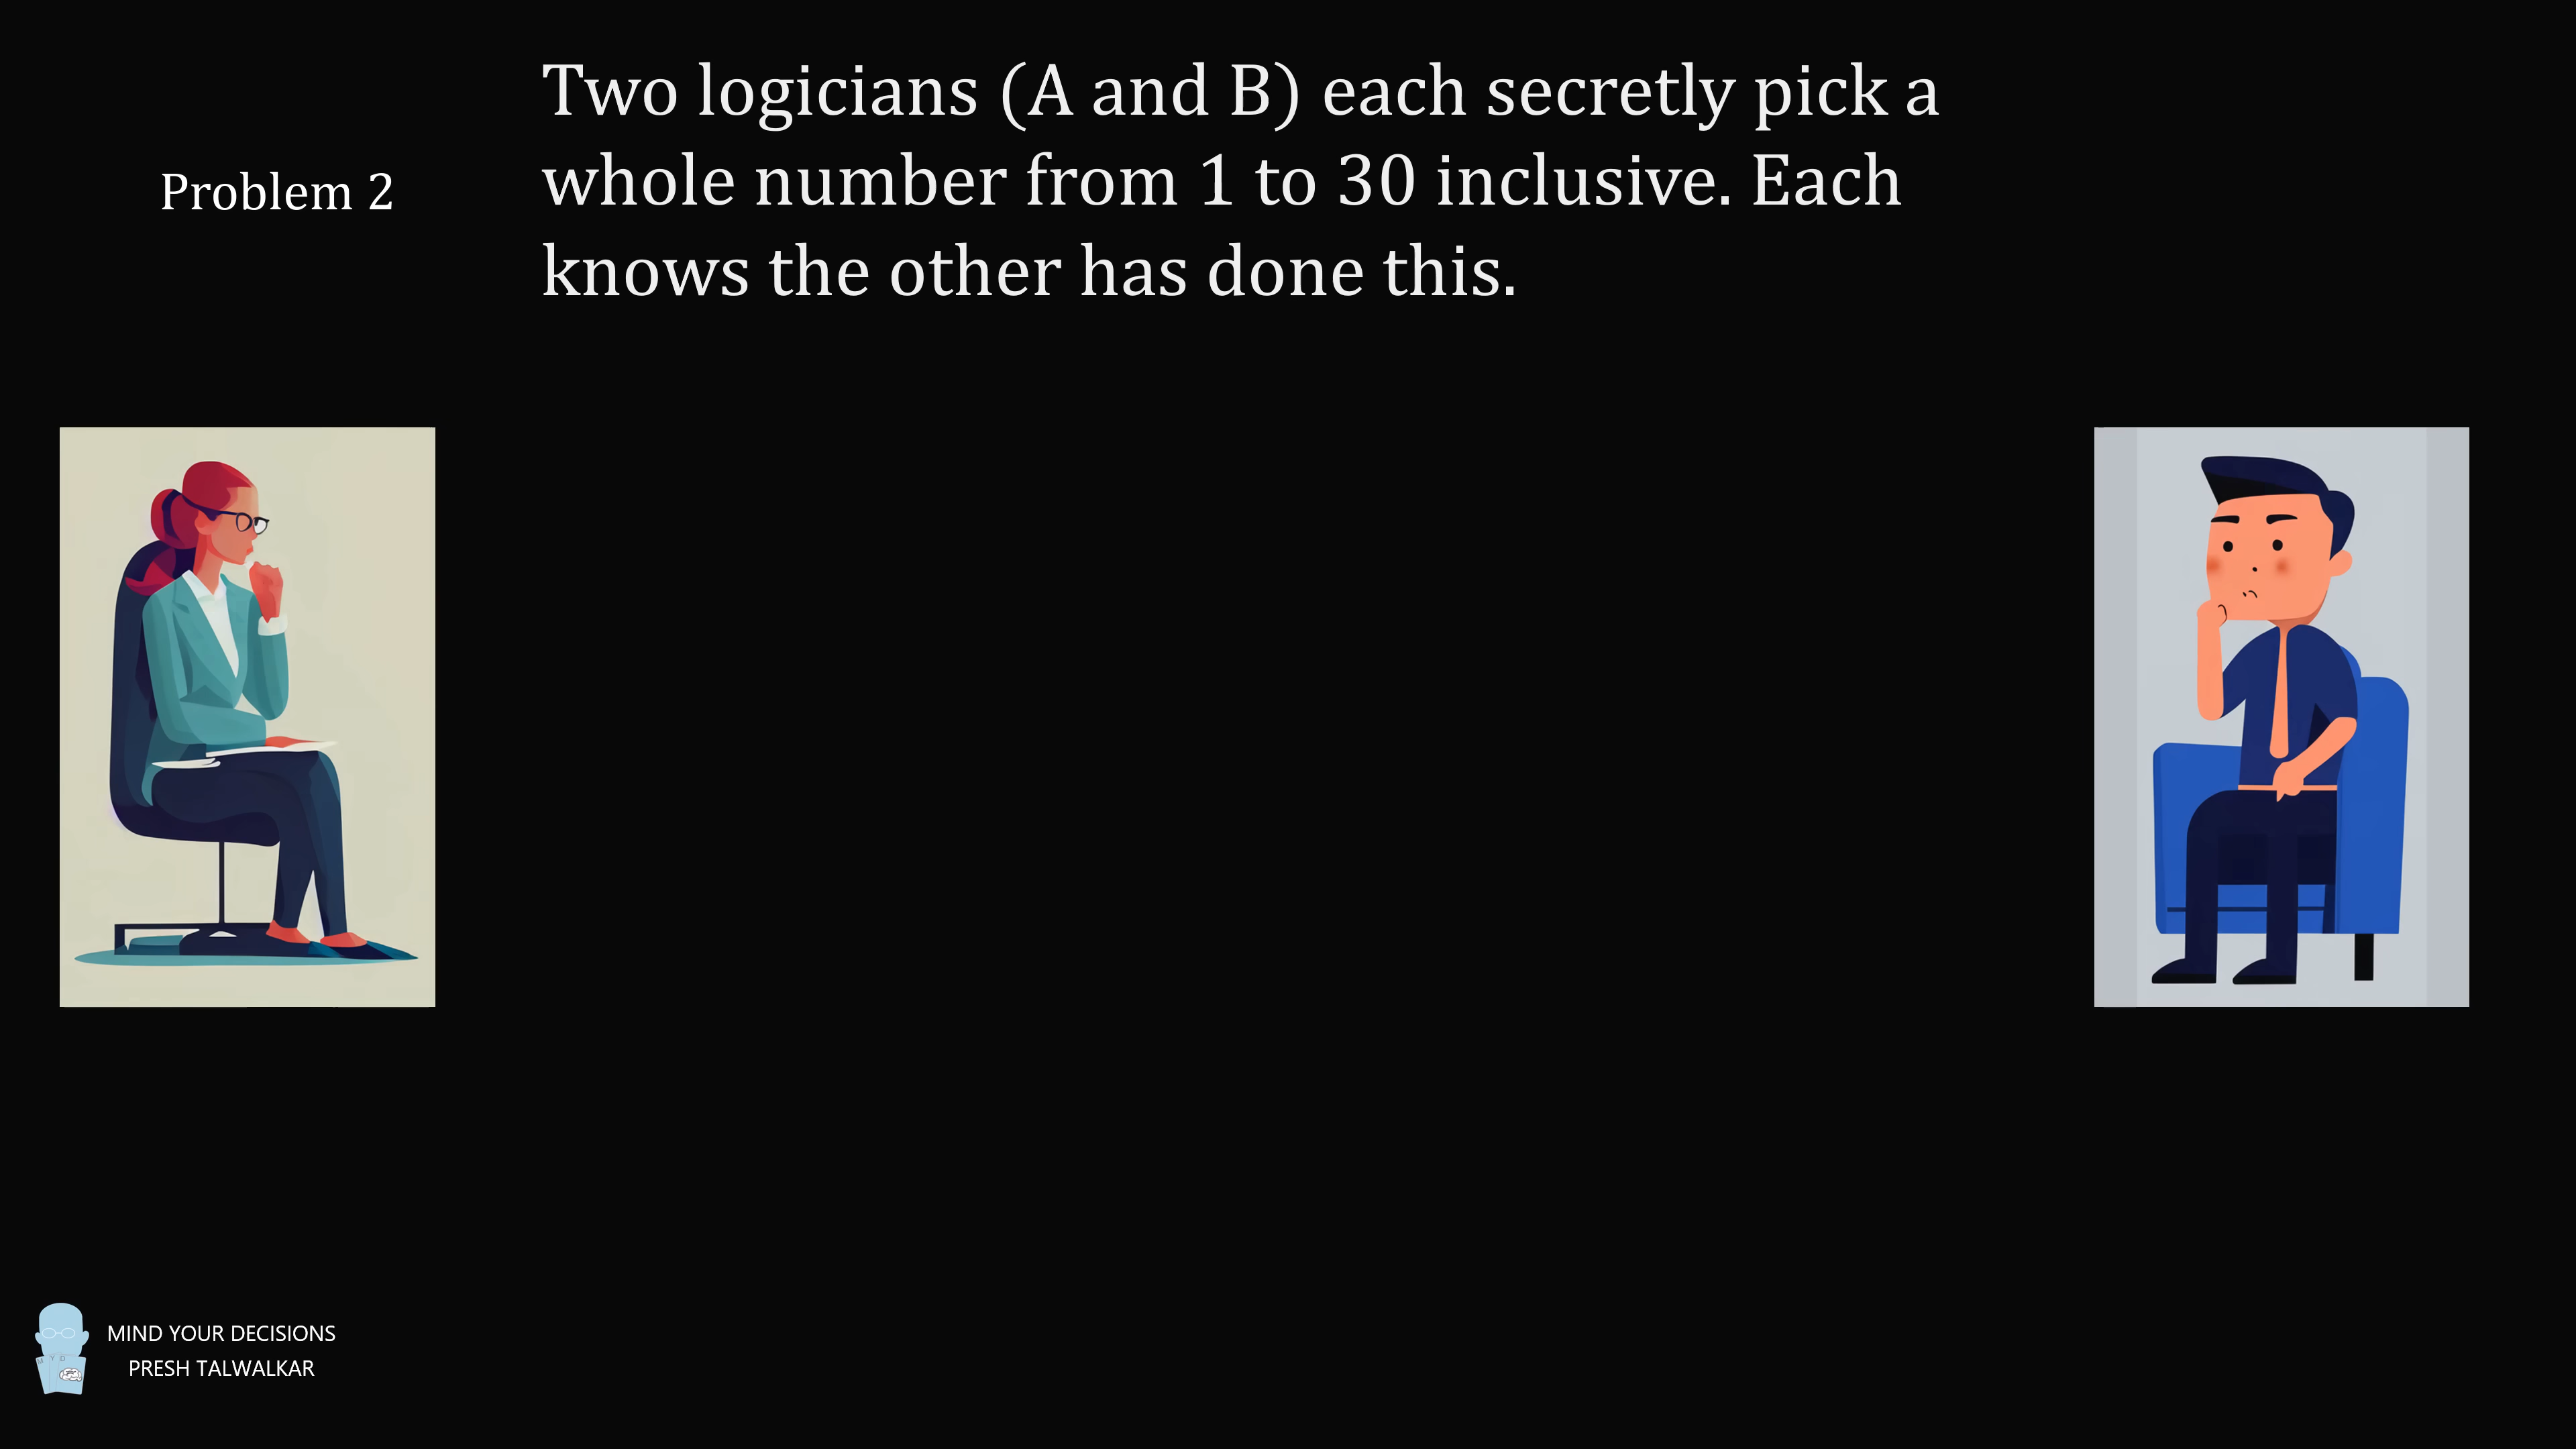 Two logicians (A and B) each secretly pick a
whole number from 1 to 30 inclusive. Each
knows the other has done this.
Problem 2
MIND YOUR DECISIONS
PRESH TALWALKAR